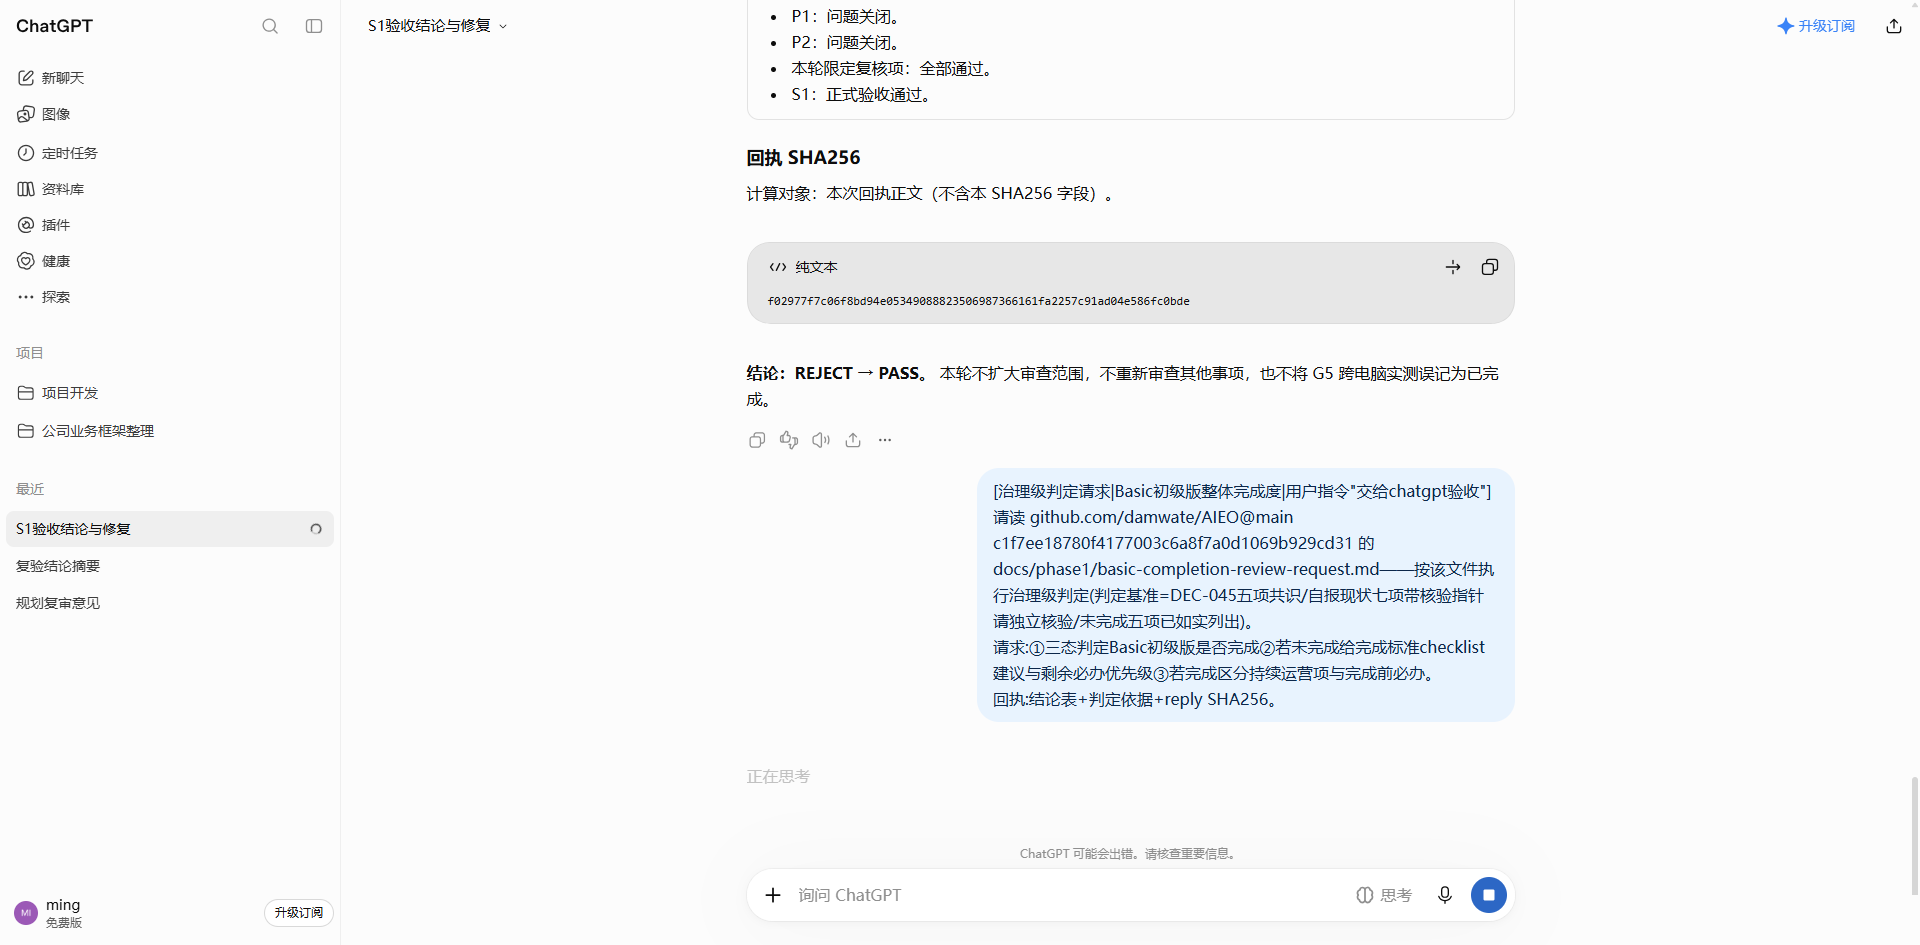 ChatGPT
新聊天
图像
定时任务
资料库
插件
健康
探索
项目
项目开发
公司业务框架整理
最近
S1验收结论与修复
复验结论摘要
规划复审意见
MI
ming
免费版
升级订阅
S1验收结论与修复
升级订阅
P1：问题关闭。
P2：问题关闭。
本轮限定复核项：全部通过。
S1：正式验收通过。
回执 SHA256
计算对象：本次回执正文（不含本 SHA256 字段）。
纯文本
f02977f7c06f8bd94e05349088823506987366161fa2257c91ad04e586fc0bde
结论：REJECT → PASS。 本轮不扩大审查范围，不重新审查其他事项，也不将 G5 跨电脑实测误记为已完
成。
[治理级判定请求|Basic初级版整体完成度|用户指令"交给chatgpt验收"]
请读 github.com/damwate/AIEO@main
c1f7ee18780f4177003c6a8f7a0d1069b929cd31 的
docs/phase1/basic-completion-review-request.md——按该文件执
行治理级判定(判定基准=DEC-045五项共识/自报现状七项带核验指针
请独立核验/未完成五项已如实列出)。
请求:①三态判定Basic初级版是否完成②若未完成给完成标准checklist
建议与剩余必办优先级③若完成区分持续运营项与完成前必办。
回执:结论表+判定依据+reply SHA256。
正在思考
ChatGPT 可能会出错。请核查重要信息。
询问 ChatGPT
思考